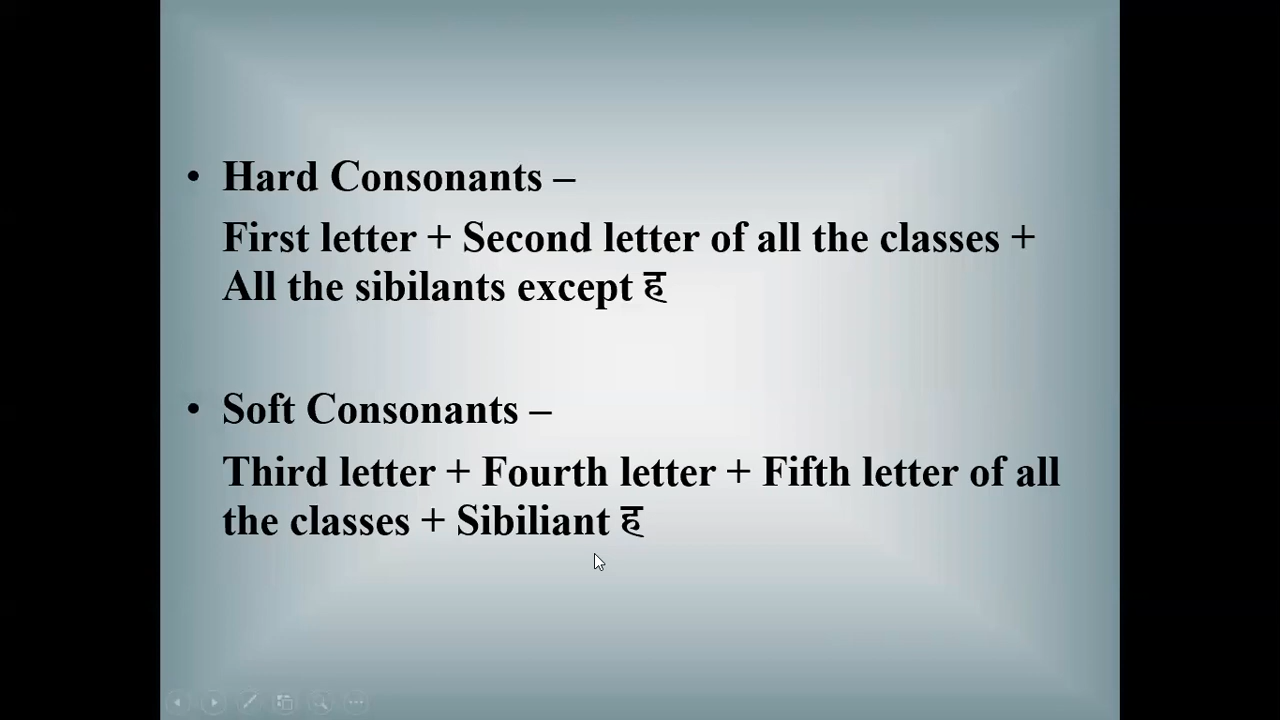 • Hard Consonants –
First letter + Second letter of all the classes +
All the sibilants except ह
• Soft Consonants –
Third letter + Fourth letter + Fifth letter of all
the classes + Sibiliant ह